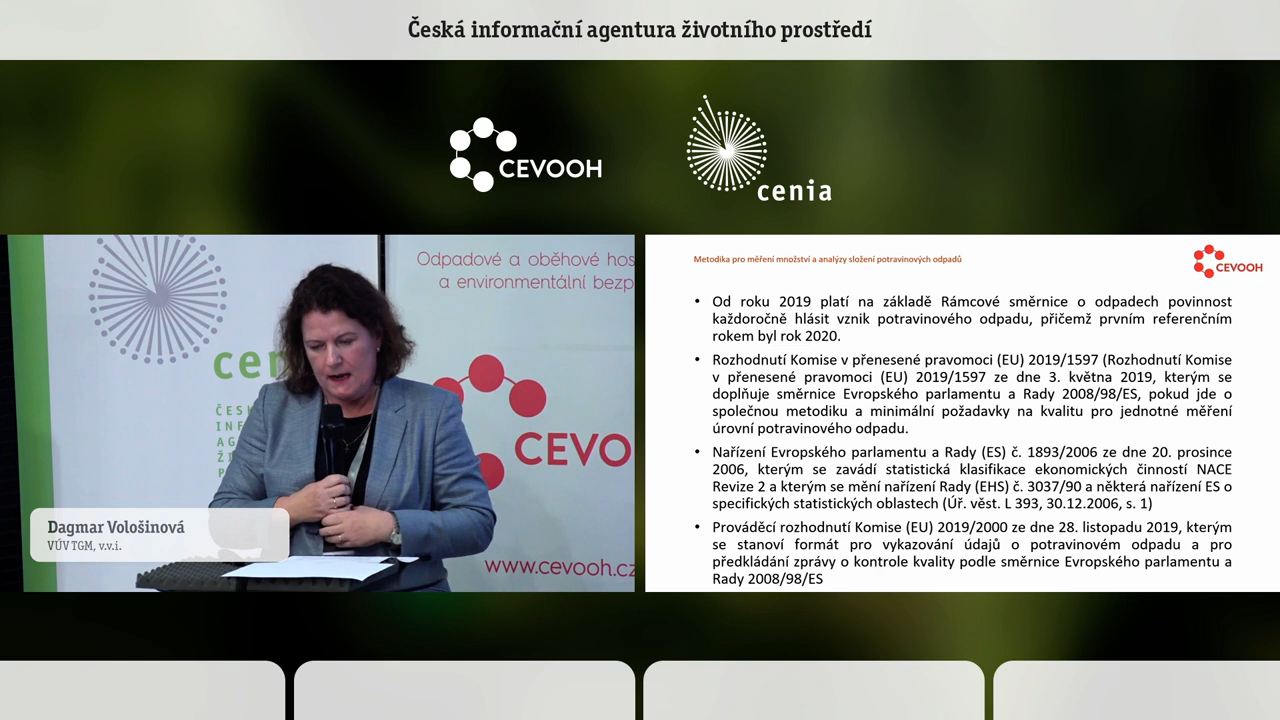 Česká informační agentura životního prostředí
CEVOOH
cenia
Odpadové a oběhové hos
a environmentální bezp
cen
ČESK
INF
AG
CEVO
www.cevooh.cz
Dagmar Vološinová
VÚV TGM, v.v.i.
Metodika pro měření množství a analýzy složení potravinových odpadů
CEVOOH
• Od roku 2019 platí na základě Rámcové směrnice o odpadech povinnost
každoročně hlásit vznik potravinového odpadu, přičemž prvním referenčním
rokem byl rok 2020.
• Rozhodnutí Komise v přenesené pravomoci (EU) 2019/1597 (Rozhodnutí Komise
v přenesené pravomoci (EU) 2019/1597 ze dne 3. května 2019, kterým se
doplňuje směrnice Evropského parlamentu a Rady 2008/98/ES, pokud jde o
společnou metodiku a minimální požadavky na kvalitu pro jednotné měření
úrovní potravinového odpadu.
• Nařízení Evropského parlamentu a Rady (ES) č. 1893/2006 ze dne 20. prosince
2006, kterým se zavádí statistická klasifikace ekonomických činností NACE
Revize 2 a kterým se mění nařízení Rady (EHS) č. 3037/90 a některá nařízení ES o
specifických statistických oblastech (Úř. věst. L 393, 30.12.2006, s. 1)
• Prováděcí rozhodnutí Komise (EU) 2019/2000 ze dne 28. listopadu 2019, kterým
se stanoví formát pro vykazování údajů o potravinovém odpadu a pro
předkládání zprávy o kontrole kvality podle směrnice Evropského parlamentu a
Rady 2008/98/ES